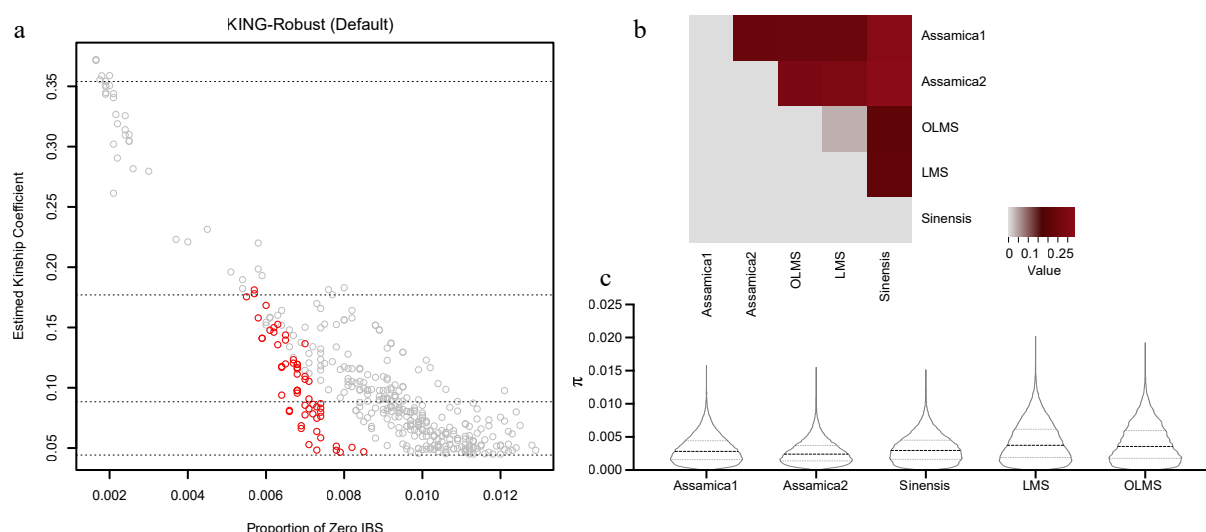 a
KING-Robust (Default)
Estimed Kinship Coefficient
0.35
0.30
0.25
0.20
0.15
0.10
0.05
0.002 0.004 0.006 0.008 0.010 0.012
Proportion of Zero IBS
b
Assamica1
Assamica2
OLMS
LMS
Sinensis
Assamica1 Assamica2 OLMS LMS Sinensis
0 0.1 0.25
Value
c
π
0.025
0.020
0.015
0.010
0.005
0.000
Assamica1 Assamica2 Sinensis LMS OLMS